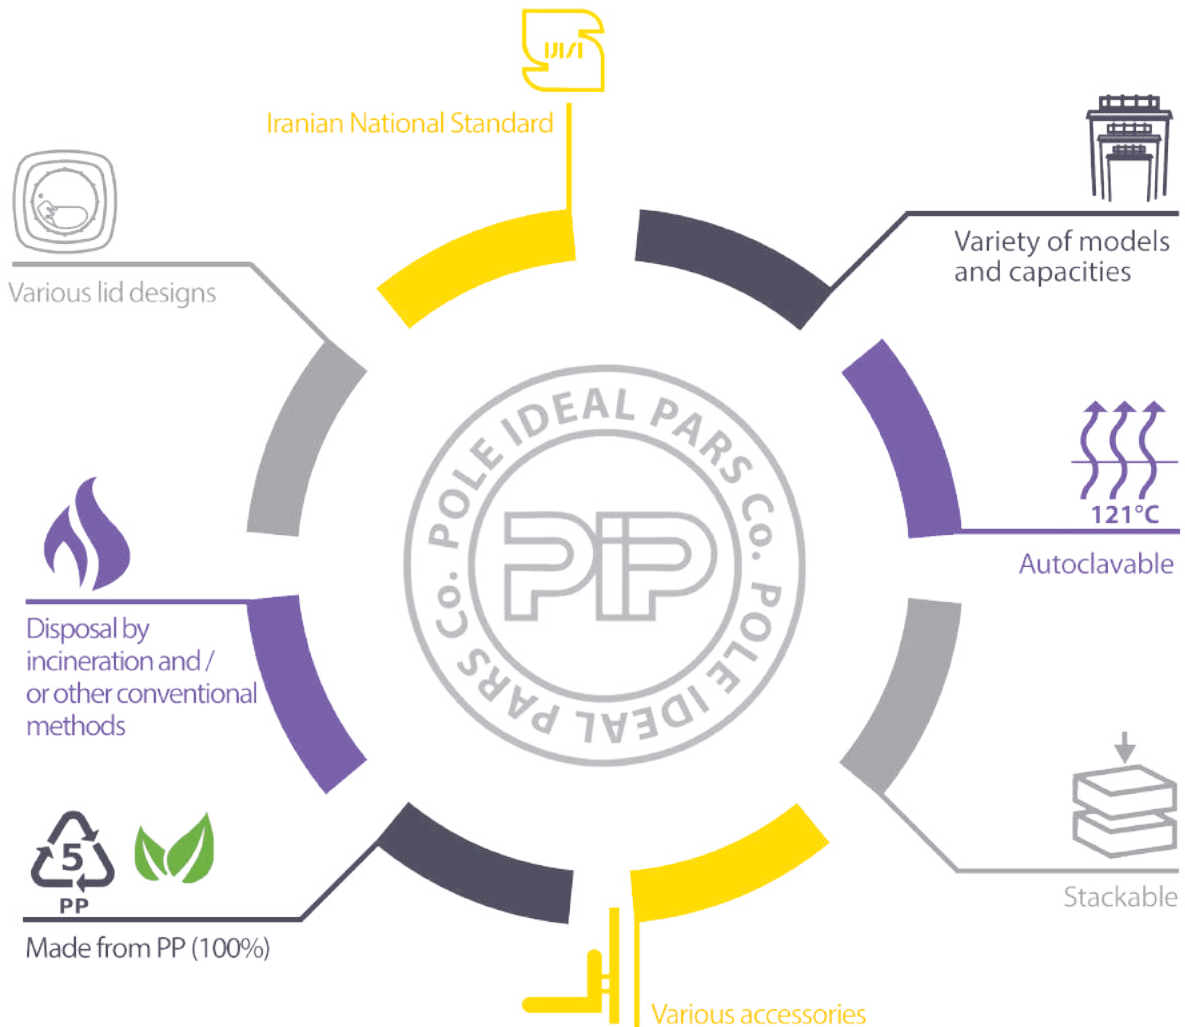 Iranian National Standard
Variety of models
and capacities
Various lid designs
121°C
Autoclavable
POLE IDEAL PARS Co. POLE IDEAL PARS Co.
PiP
Disposal by
incineration and /
or other conventional
methods
5
PP
Made from PP (100%)
Stackable
Various accessories